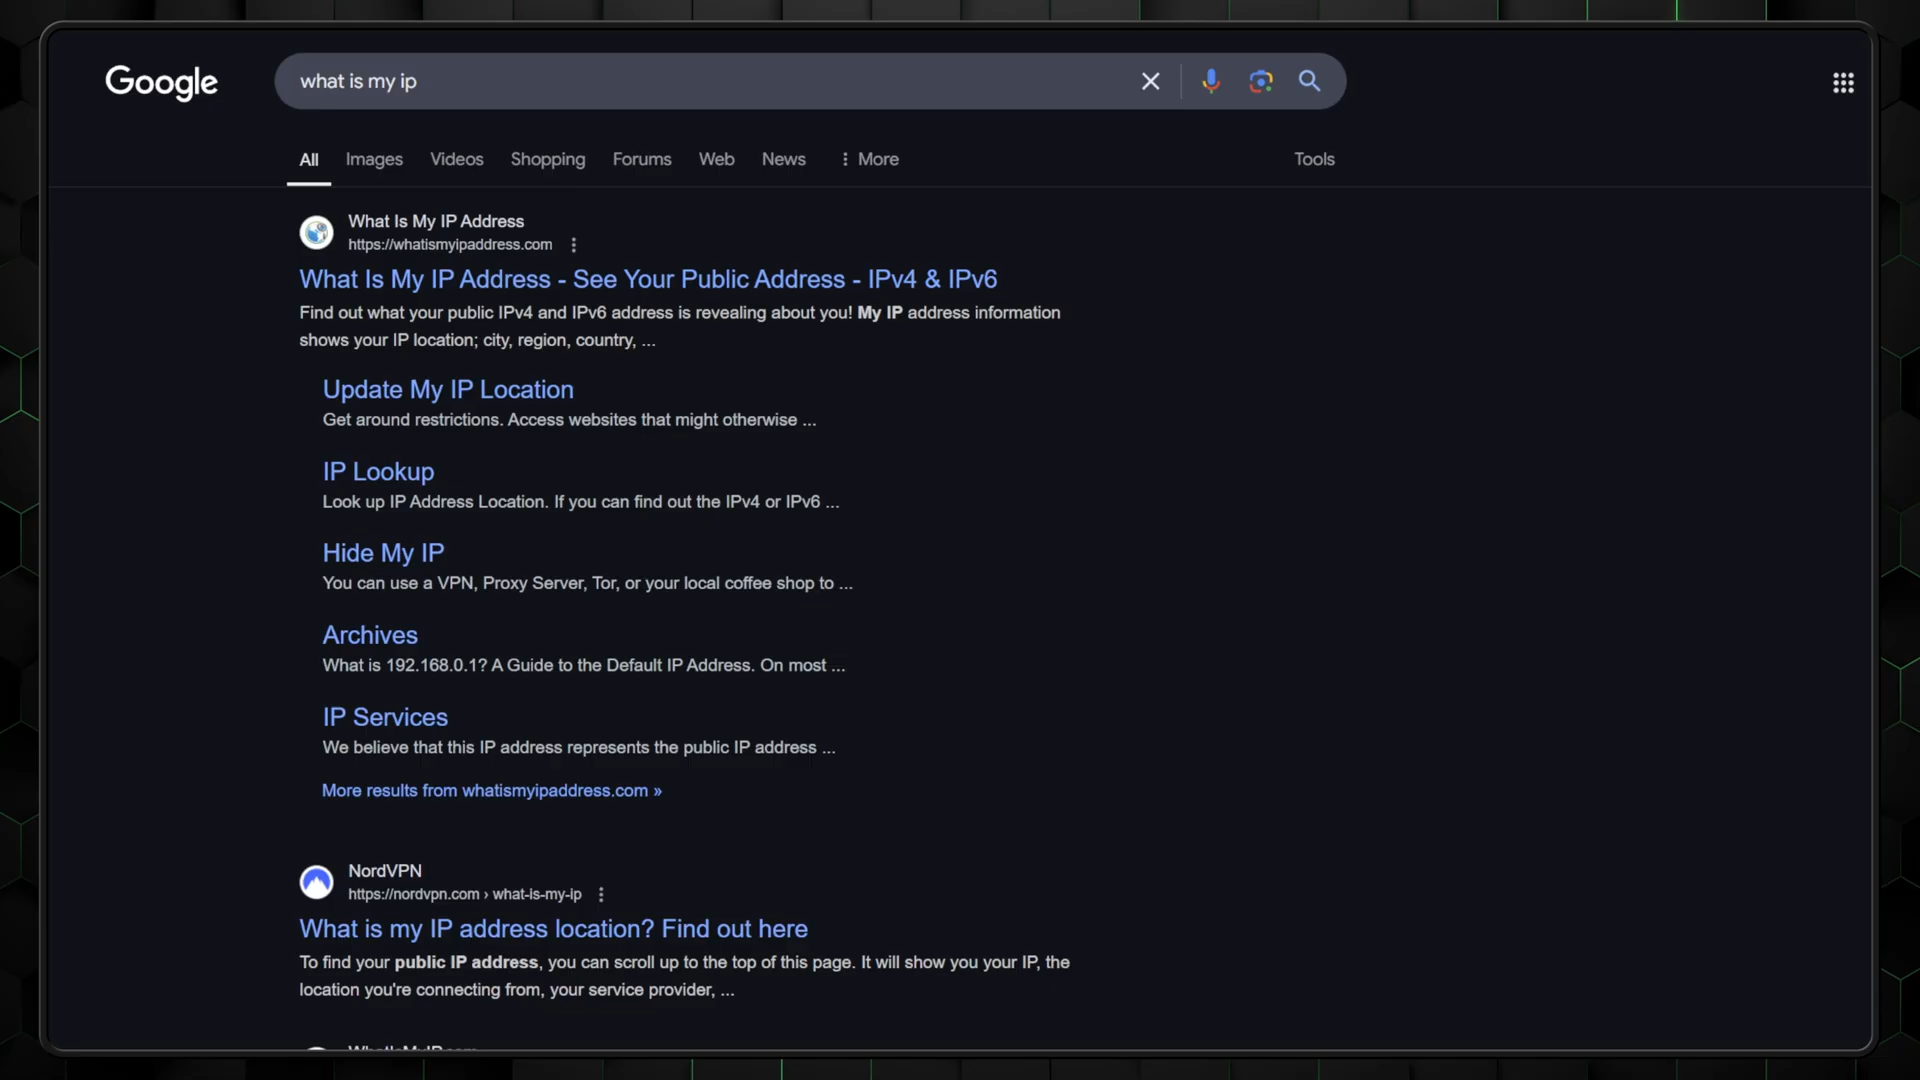 Google
what is my ip
All Images Videos Shopping Forums Web News More Tools
What Is My IP Address
https://whatismyipaddress.com
What Is My IP Address - See Your Public Address - IPv4 & IPv6
Find out what your public IPv4 and IPv6 address is revealing about you! My IP address information
shows your IP location; city, region, country, ...
Update My IP Location
Get around restrictions. Access websites that might otherwise ...
IP Lookup
Look up IP Address Location. If you can find out the IPv4 or IPv6 ...
Hide My IP
You can use a VPN, Proxy Server, Tor, or your local coffee shop to ...
Archives
What is 192.168.0.1? A Guide to the Default IP Address. On most ...
IP Services
We believe that this IP address represents the public IP address ...
More results from whatismyipaddress.com »
NordVPN
https://nordvpn.com › what-is-my-ip
What is my IP address location? Find out here
To find your public IP address, you can scroll up to the top of this page. It will show you your IP, the
location you're connecting from, your service provider, ...